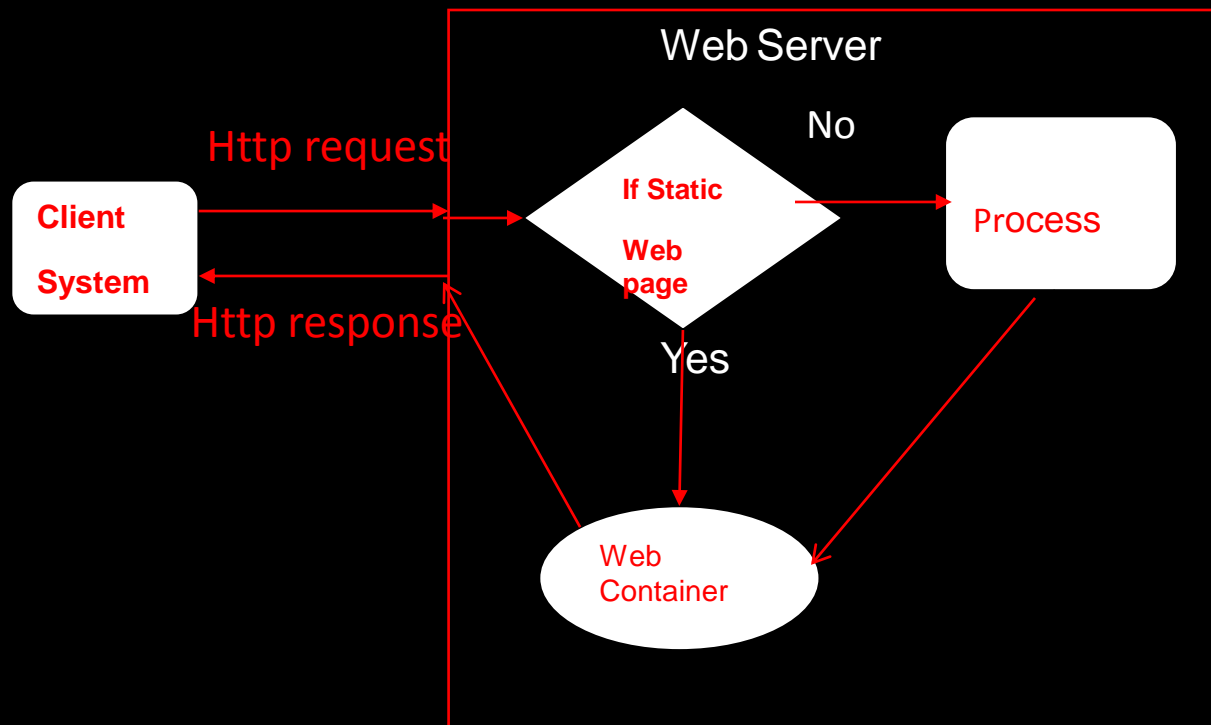 Web Server
Http request
No
Client
System
If Static
Web
page
Process
Http response
Yes
Web
Container